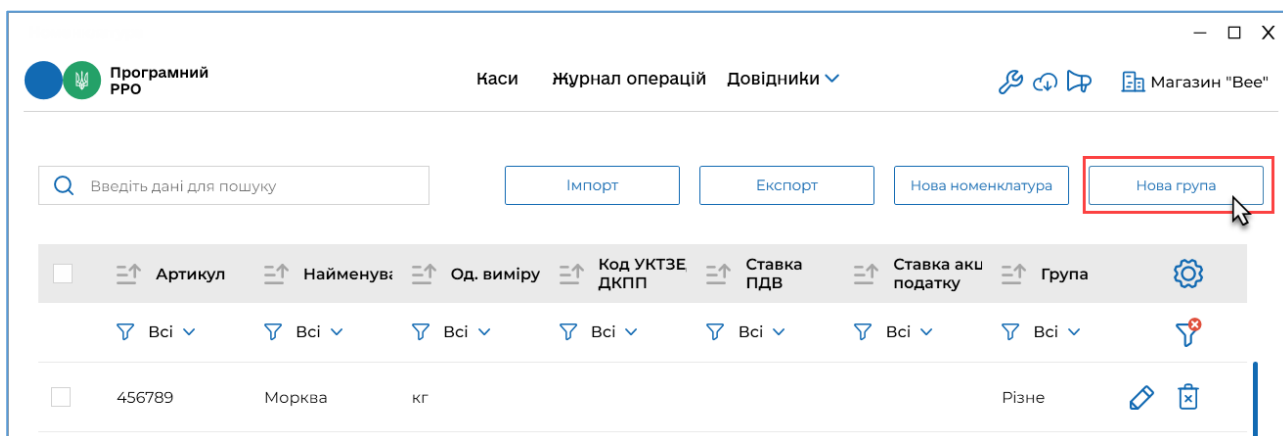 X
Програмний
РРО
Каси Журнал операцій Довідники Магазин "Bee"
Введіть дані для пошуку Імпорт Експорт Нова номенклатура Нова група
Артикул Найменува Од. виміру Код УКТЗЕ Ставка Ставка акц Група
ДКПП ПДВ податку
Всі Всі Всі Всі Всі Всі Всі
456789 Морква кг Різне